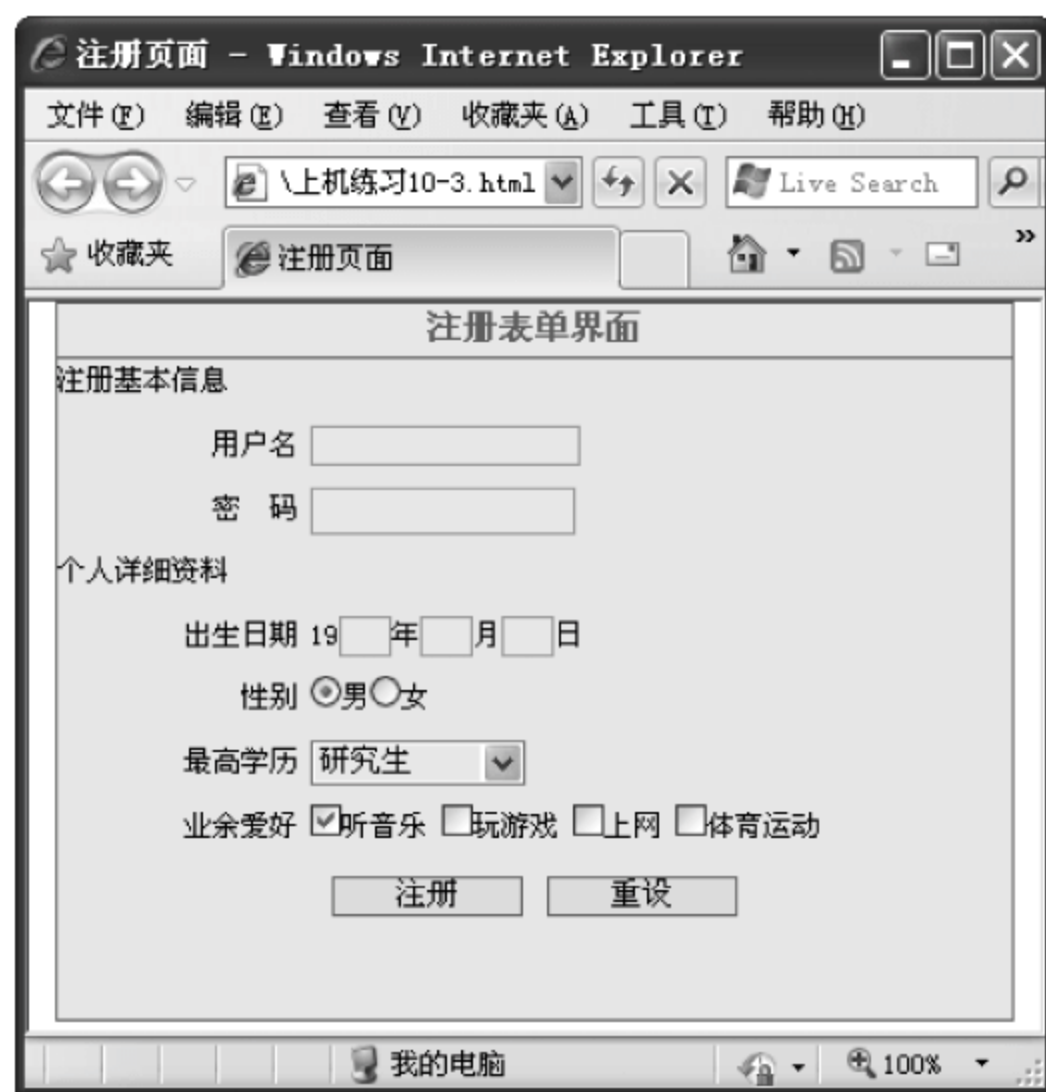 注册页面 - Windows Internet Explorer
文件(F) 编辑(E) 查看(V) 收藏夹(A) 工具(T) 帮助(H)
\上机练习10-3.html Live Search
收藏夹 注册页面 »
注册表单界面
注册基本信息
用户名
密 码
个人详细资料
出生日期 19 年 月 日
性别 男 女
最高学历 研究生
业余爱好 听音乐 玩游戏 上网 体育运动
注册 重设
我的电脑 100%